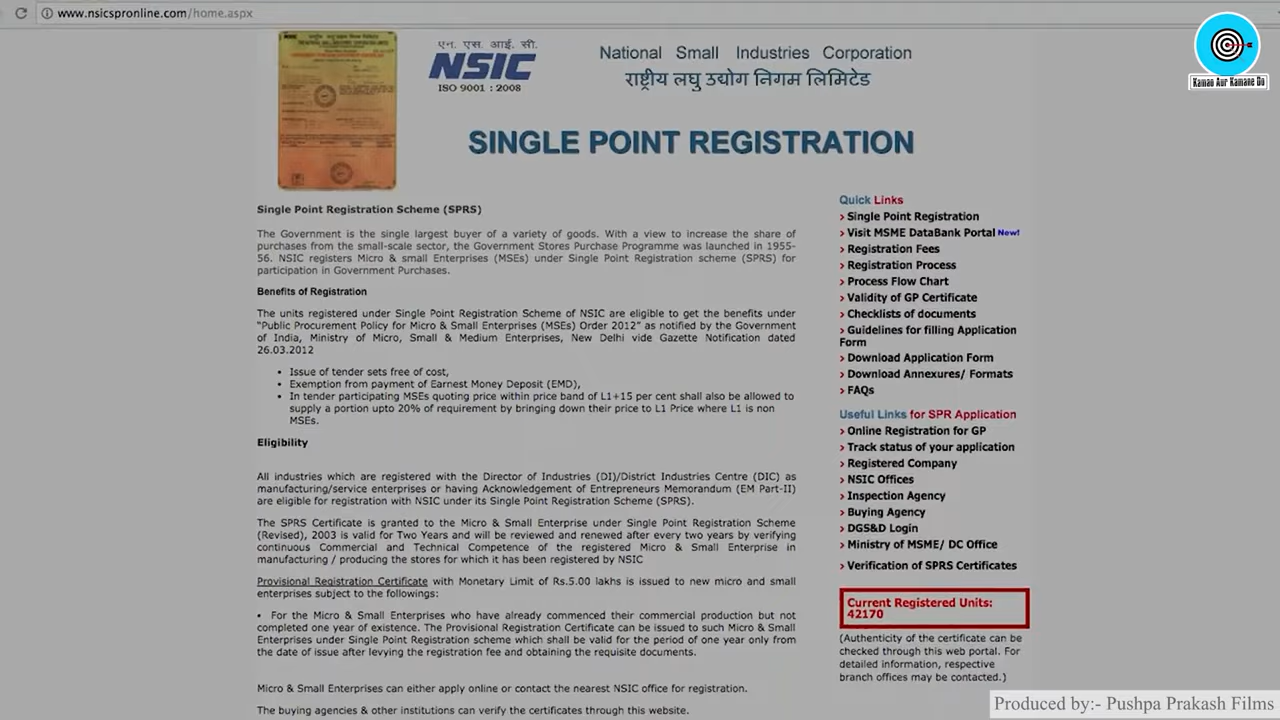 www.nsicspronline.com/home.aspx
एन. एस. आई. सी.
NSIC
ISO 9001 : 2008
National Small Industries Corporation
राष्ट्रीय लघु उद्योग निगम लिमिटेड
SINGLE POINT REGISTRATION
Kamao Aur Kamane Do
Single Point Registration Scheme (SPRS)
The Government is the single largest buyer of a variety of goods. With a view to increase the share of
purchases from the small-scale sector, the Government Stores Purchase Programme was launched in 1955-
56. NSIC registers Micro & small Enterprises (MSEs) under Single Point Registration scheme (SPRS) for
participation in Government Purchases.
Benefits of Registration
The units registered under Single Point Registration Scheme of NSIC are eligible to get the benefits under
"Public Procurement Policy for Micro & Small Enterprises (MSEs) Order 2012" as notified by the Government
of India, Ministry of Micro, Small & Medium Enterprises, New Delhi vide Gazette Notification dated
26.03.2012
• Issue of tender sets free of cost,
• Exemption from payment of Earnest Money Deposit (EMD),
• In tender participating MSEs quoting price within price band of L1+15 per cent shall also be allowed to
supply a portion upto 20% of requirement by bringing down their price to L1 Price where L1 is non
MSEs.
Eligibility
All industries which are registered with the Director of Industries (DI)/District Industries Centre (DIC) as
manufacturing/service enterprises or having Acknowledgement of Entrepreneurs Memorandum (EM Part-II)
are eligible for registration with NSIC under its Single Point Registration Scheme (SPRS).
The SPRS Certificate is granted to the Micro & Small Enterprise under Single Point Registration Scheme
(Revised), 2003 is valid for Two Years and will be reviewed and renewed after every two years by verifying
continuous Commercial and Technical Competence of the registered Micro & Small Enterprise in
manufacturing / producing the stores for which it has been registered by NSIC
Provisional Registration Certificate with Monetary Limit of Rs.5.00 lakhs is issued to new micro and small
enterprises subject to the followings:
• For the Micro & Small Enterprises who have already commenced their commercial production but not
completed one year of existence. The Provisional Registration Certificate can be issued to such Micro & Small
Enterprises under Single Point Registration scheme which shall be valid for the period of one year only from
the date of issue after levying the registration fee and obtaining the requisite documents.
Micro & Small Enterprises can either apply online or contact the nearest NSIC office for registration.
The buying agencies & other institutions can verify the certificates through this website.
Quick Links
› Single Point Registration
› Visit MSME DataBank Portal New!
› Registration Fees
› Registration Process
› Process Flow Chart
› Validity of GP Certificate
› Checklists of documents
› Guidelines for filling Application
Form
› Download Application Form
› Download Annexures/ Formats
› FAQs
Useful Links for SPR Application
› Online Registration for GP
› Track status of your application
› Registered Company
› NSIC Offices
› Inspection Agency
› Buying Agency
› DGS&D Login
› Ministry of MSME/ DC Office
› Verification of SPRS Certificates
Current Registered Units:
42170
(Authenticity of the certificate can be
checked through this web portal. For
detailed information, respective
branch offices may be contacted.)
Produced by:- Pushpa Prakash Films